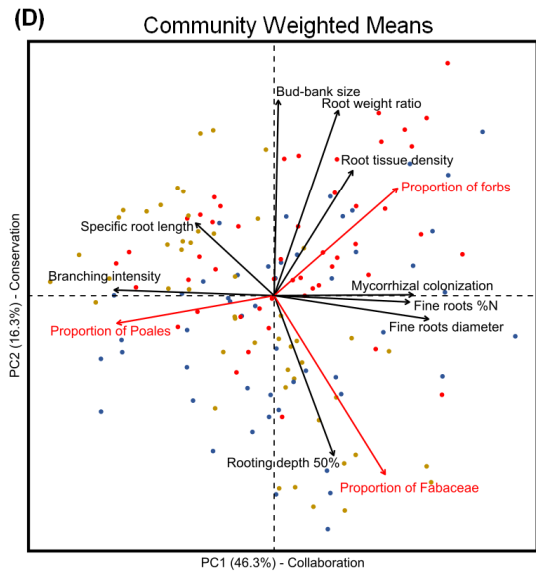 (D)
Community Weighted Means
Bud-bank size
Root weight ratio
Root tissue density
Proportion of forbs
Specific root length
Branching intensity
Mycorrhizal colonization
Fine roots %N
Fine roots diameter
Proportion of Poales
Rooting depth 50%
Proportion of Fabaceae
PC2 (16.3%) - Conservation
PC1 (46.3%) - Collaboration